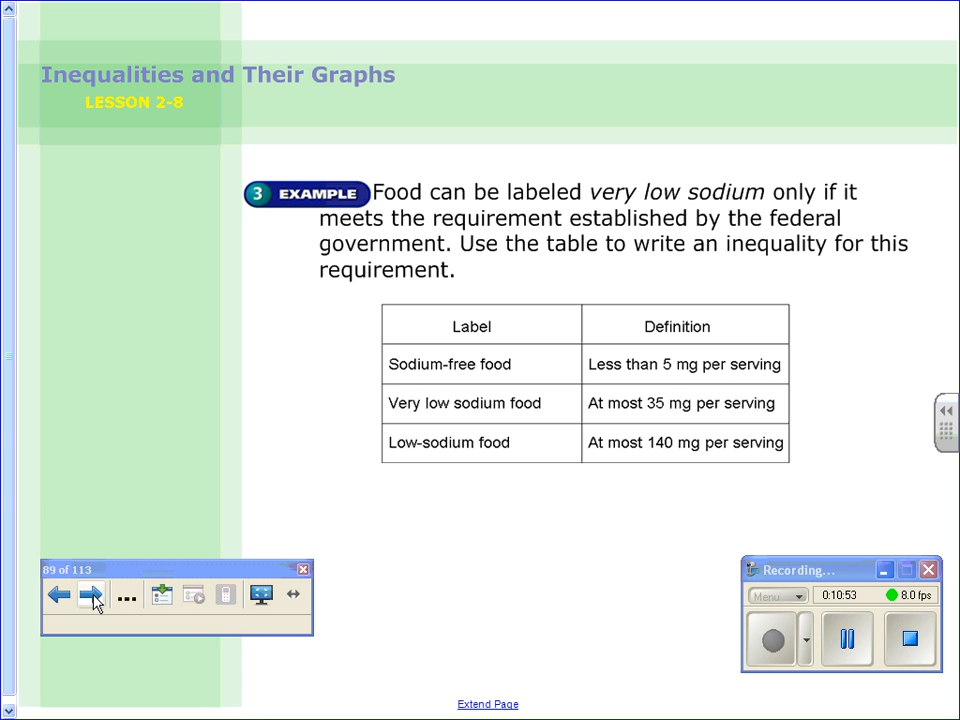 Inequalities and Their Graphs
LESSON 2-8
3 EXAMPLE Food can be labeled very low sodium only if it
meets the requirement established by the federal
government. Use the table to write an inequality for this
requirement.
Label Definition
Sodium-free food Less than 5 mg per serving
Very low sodium food At most 35 mg per serving
Low-sodium food At most 140 mg per serving
89 of 113
...
Recording...
Menu 0:10:53 8.0 fps
Extend Page